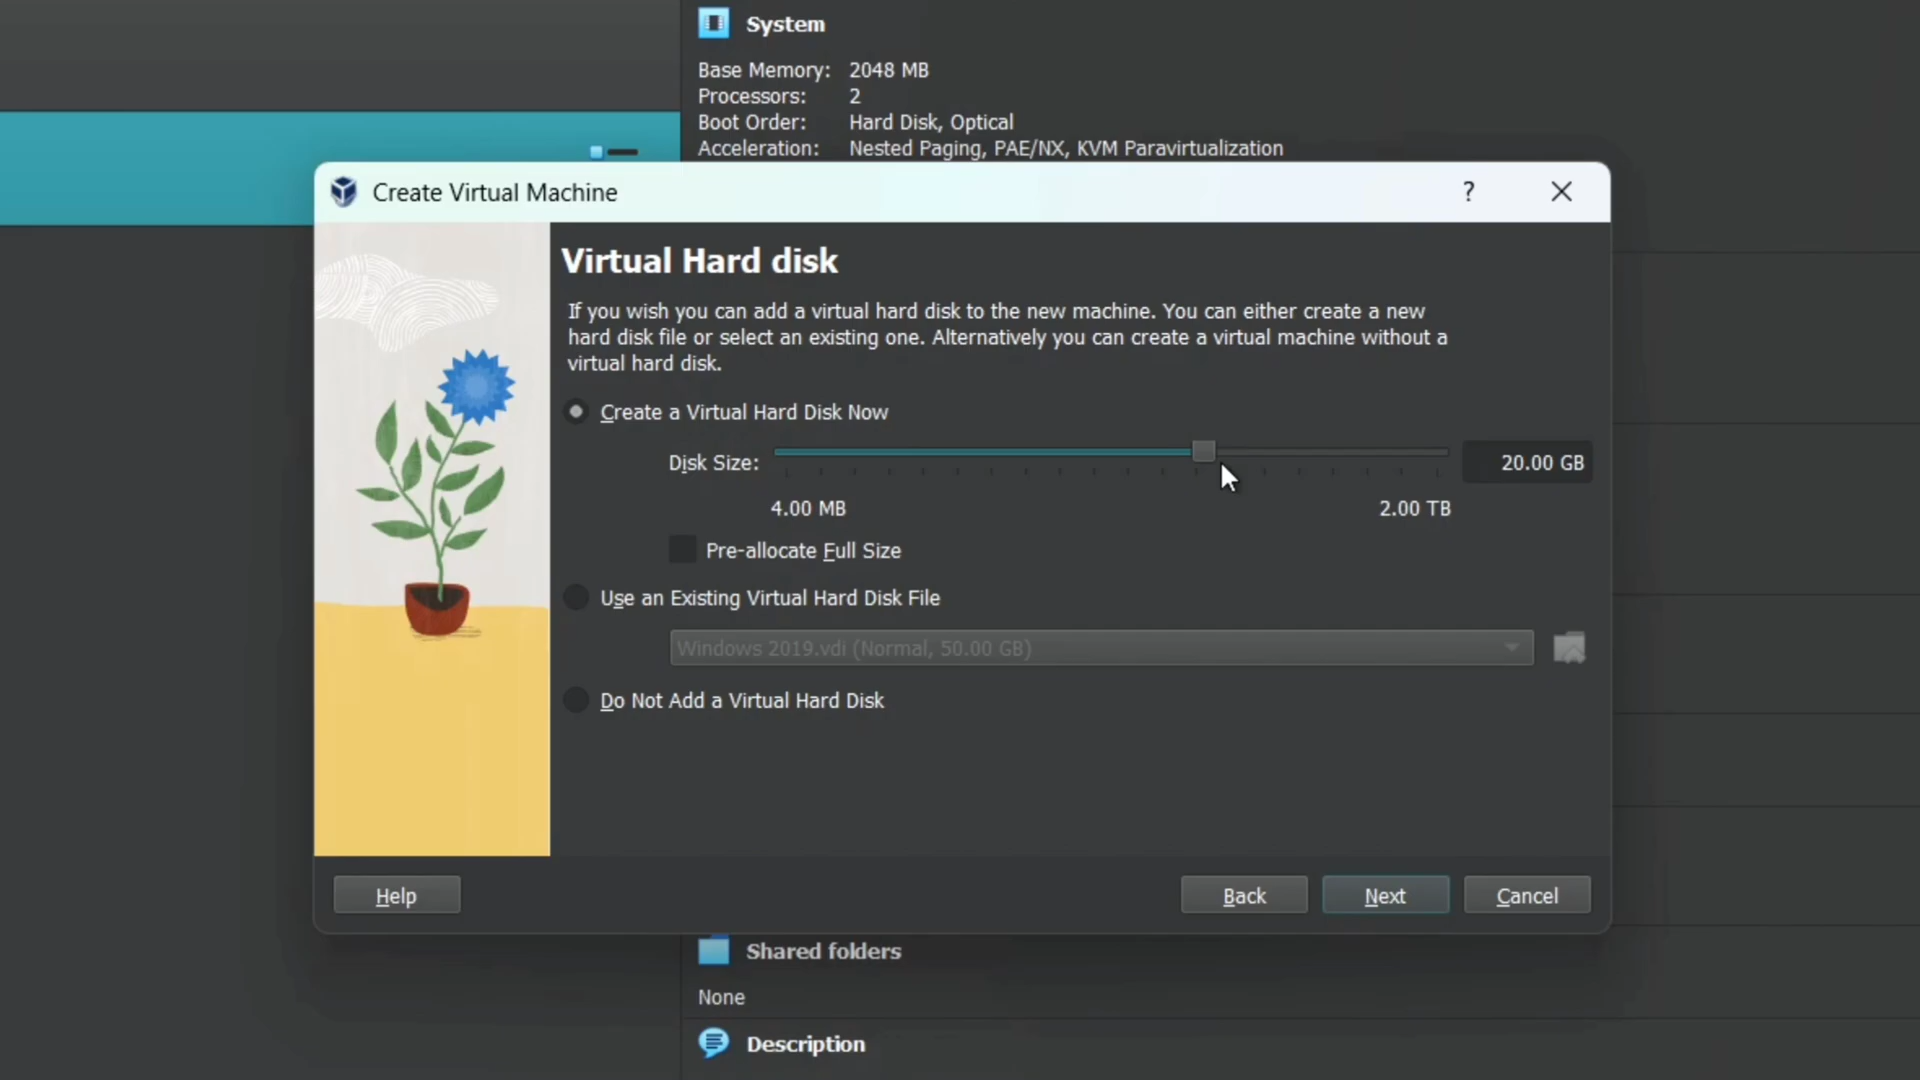 System
Base Memory: 2048 MB
Processors: 2
Boot Order: Hard Disk, Optical
Acceleration: Nested Paging, PAE/NX, KVM Paravirtualization
Create Virtual Machine
?
Virtual Hard disk
If you wish you can add a virtual hard disk to the new machine. You can either create a new
hard disk file or select an existing one. Alternatively you can create a virtual machine without a
virtual hard disk.
Create a Virtual Hard Disk Now
Disk Size: 20.00 GB
4.00 MB 2.00 TB
Pre-allocate Full Size
Use an Existing Virtual Hard Disk File
Windows 2019.vdi (Normal, 50.00 GB)
Do Not Add a Virtual Hard Disk
Help Back Next Cancel
Shared folders
None
Description